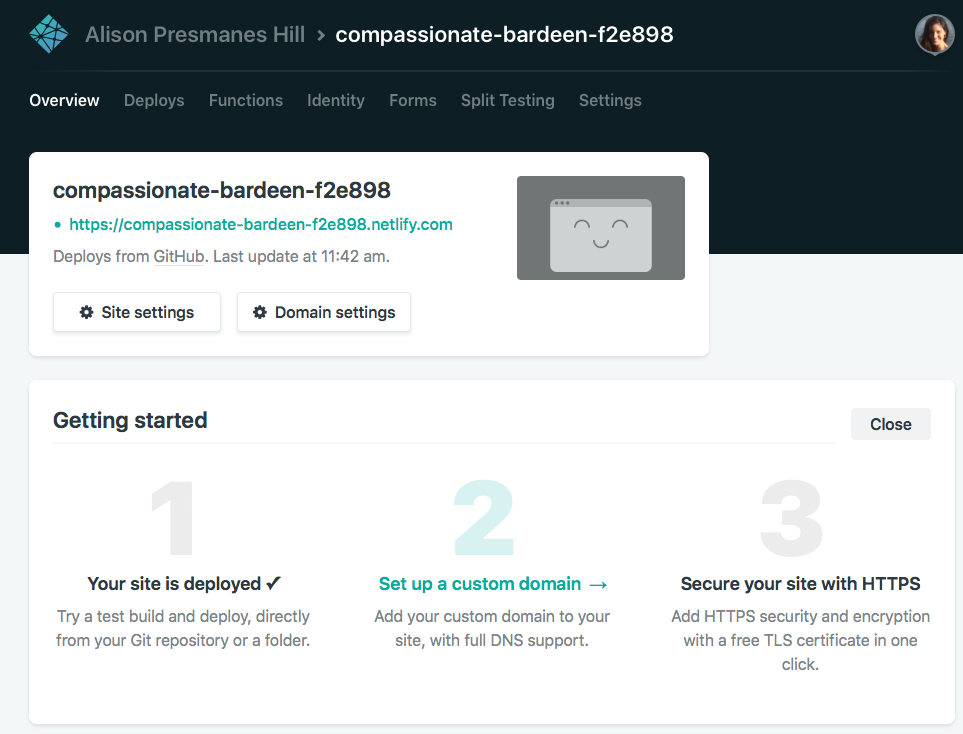 Alison Presmanes Hill > compassionate-bardeen-f2e898
Overview Deploys Functions Identity Forms Split Testing Settings
compassionate-bardeen-f2e898
• https://compassionate-bardeen-f2e898.netlify.com
Deploys from GitHub. Last update at 11:42 am.
Site settings Domain settings
Getting started
Close
1
Your site is deployed ✔
Try a test build and deploy, directly
from your Git repository or a folder.
2
Set up a custom domain →
Add your custom domain to your
site, with full DNS support.
3
Secure your site with HTTPS
Add HTTPS security and encryption
with a free TLS certificate in one
click.